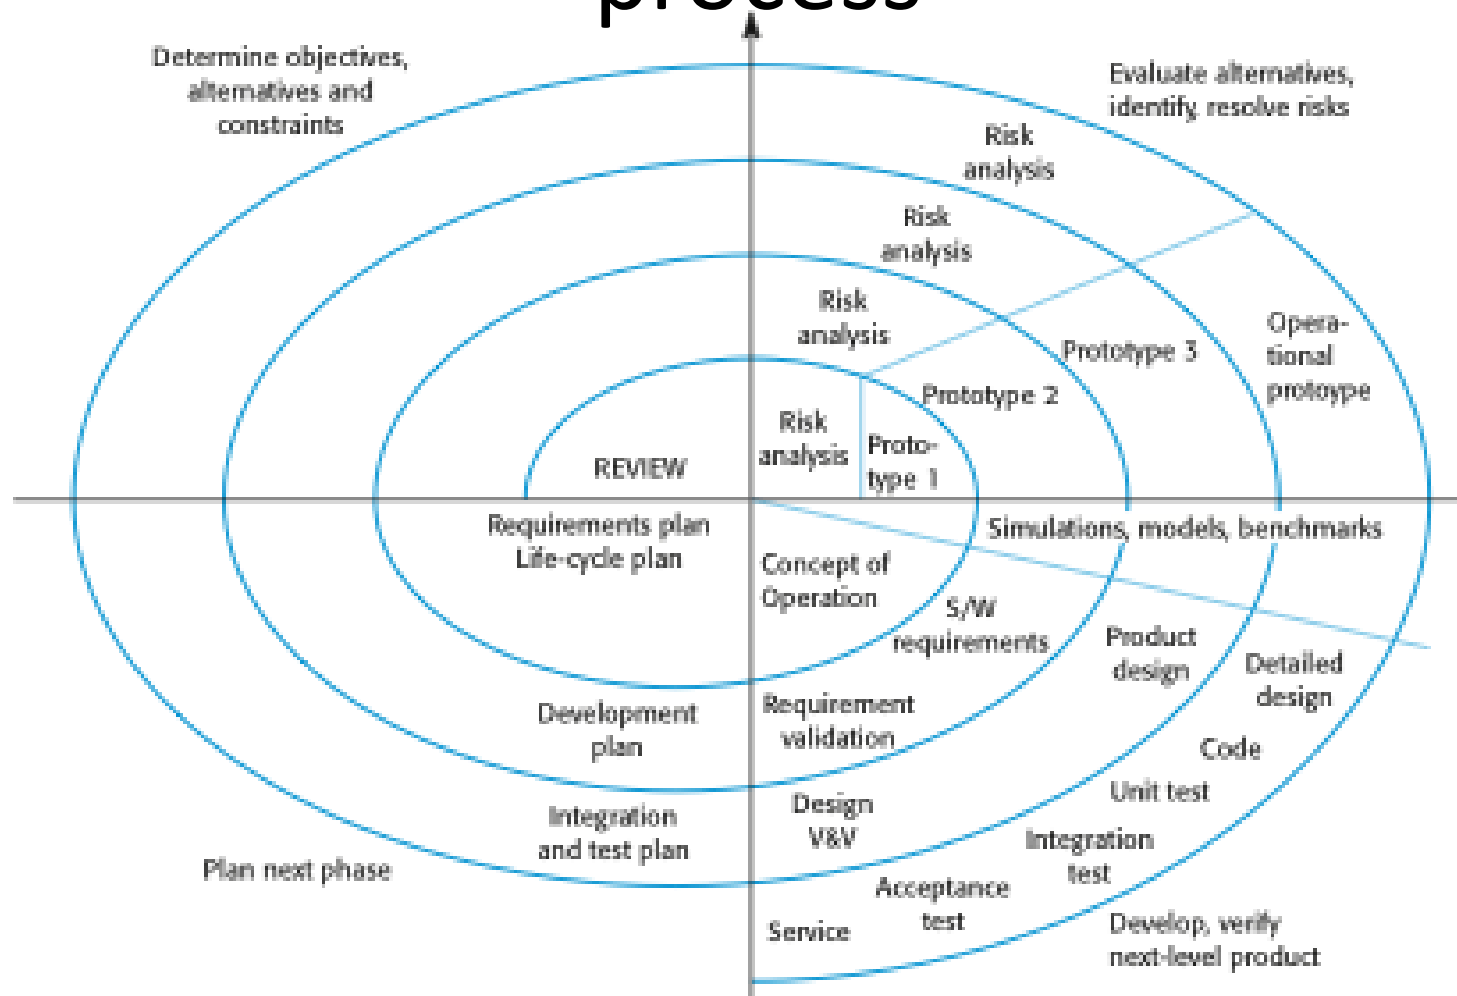 process
Determine objectives,
alternatives and
constraints
Evaluate alternatives,
identify, resolve risks
Risk
analysis
Risk
analysis
Risk
analysis
Risk
analysis
Proto-
type 1
Prototype 2
Prototype 3
Opera-
tional
protoype
REVIEW
Requirements plan
Life-cycle plan
Simulations, models, benchmarks
Concept of
Operation
S/W
requirements
Product
design
Detailed
design
Development
plan
Requirement
validation
Code
Unit test
Integration
and test plan
Design
V&V
Integration
test
Plan next phase
Acceptance
test
Service
Develop, verify
next-level product